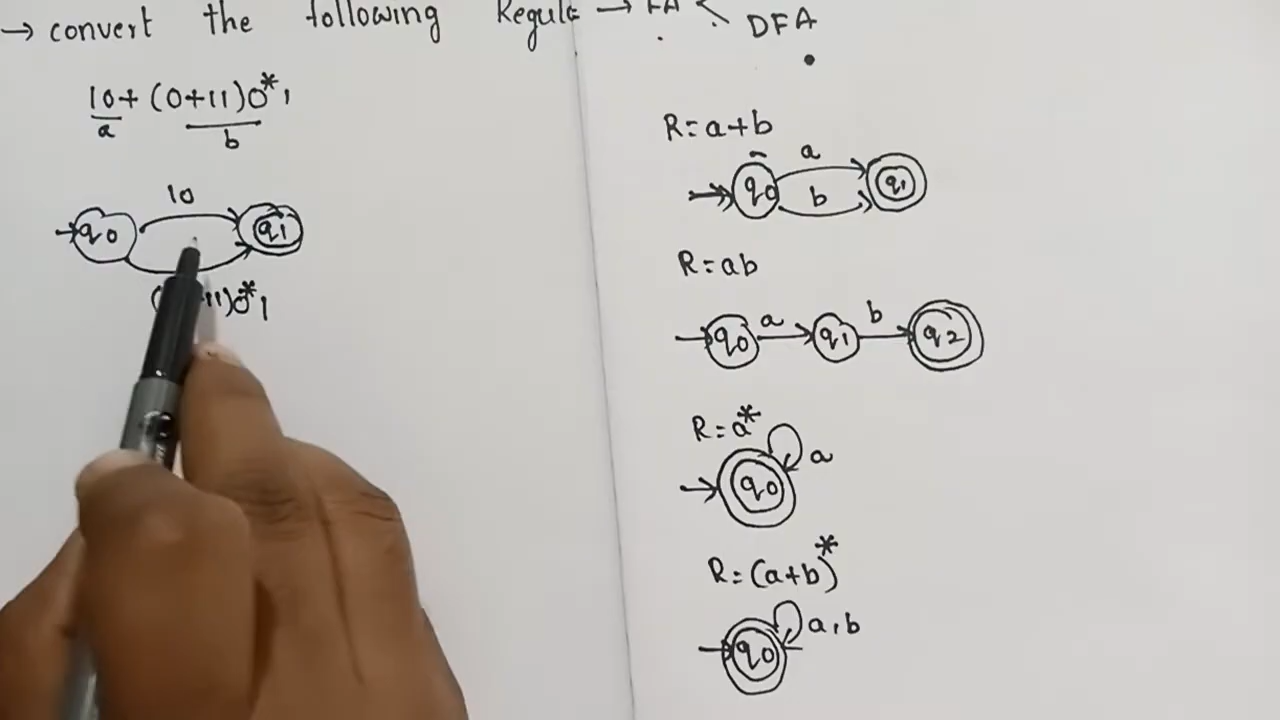 → convert the following → FA < DFA
10+ (0+11)0*1
a b
10
q0 q1
0*1
R=a+b
a
q0 q1
b
R=ab
a b
q0 q1 q2
R=a*
a
q0
R=(a+b)*
a,b
q0